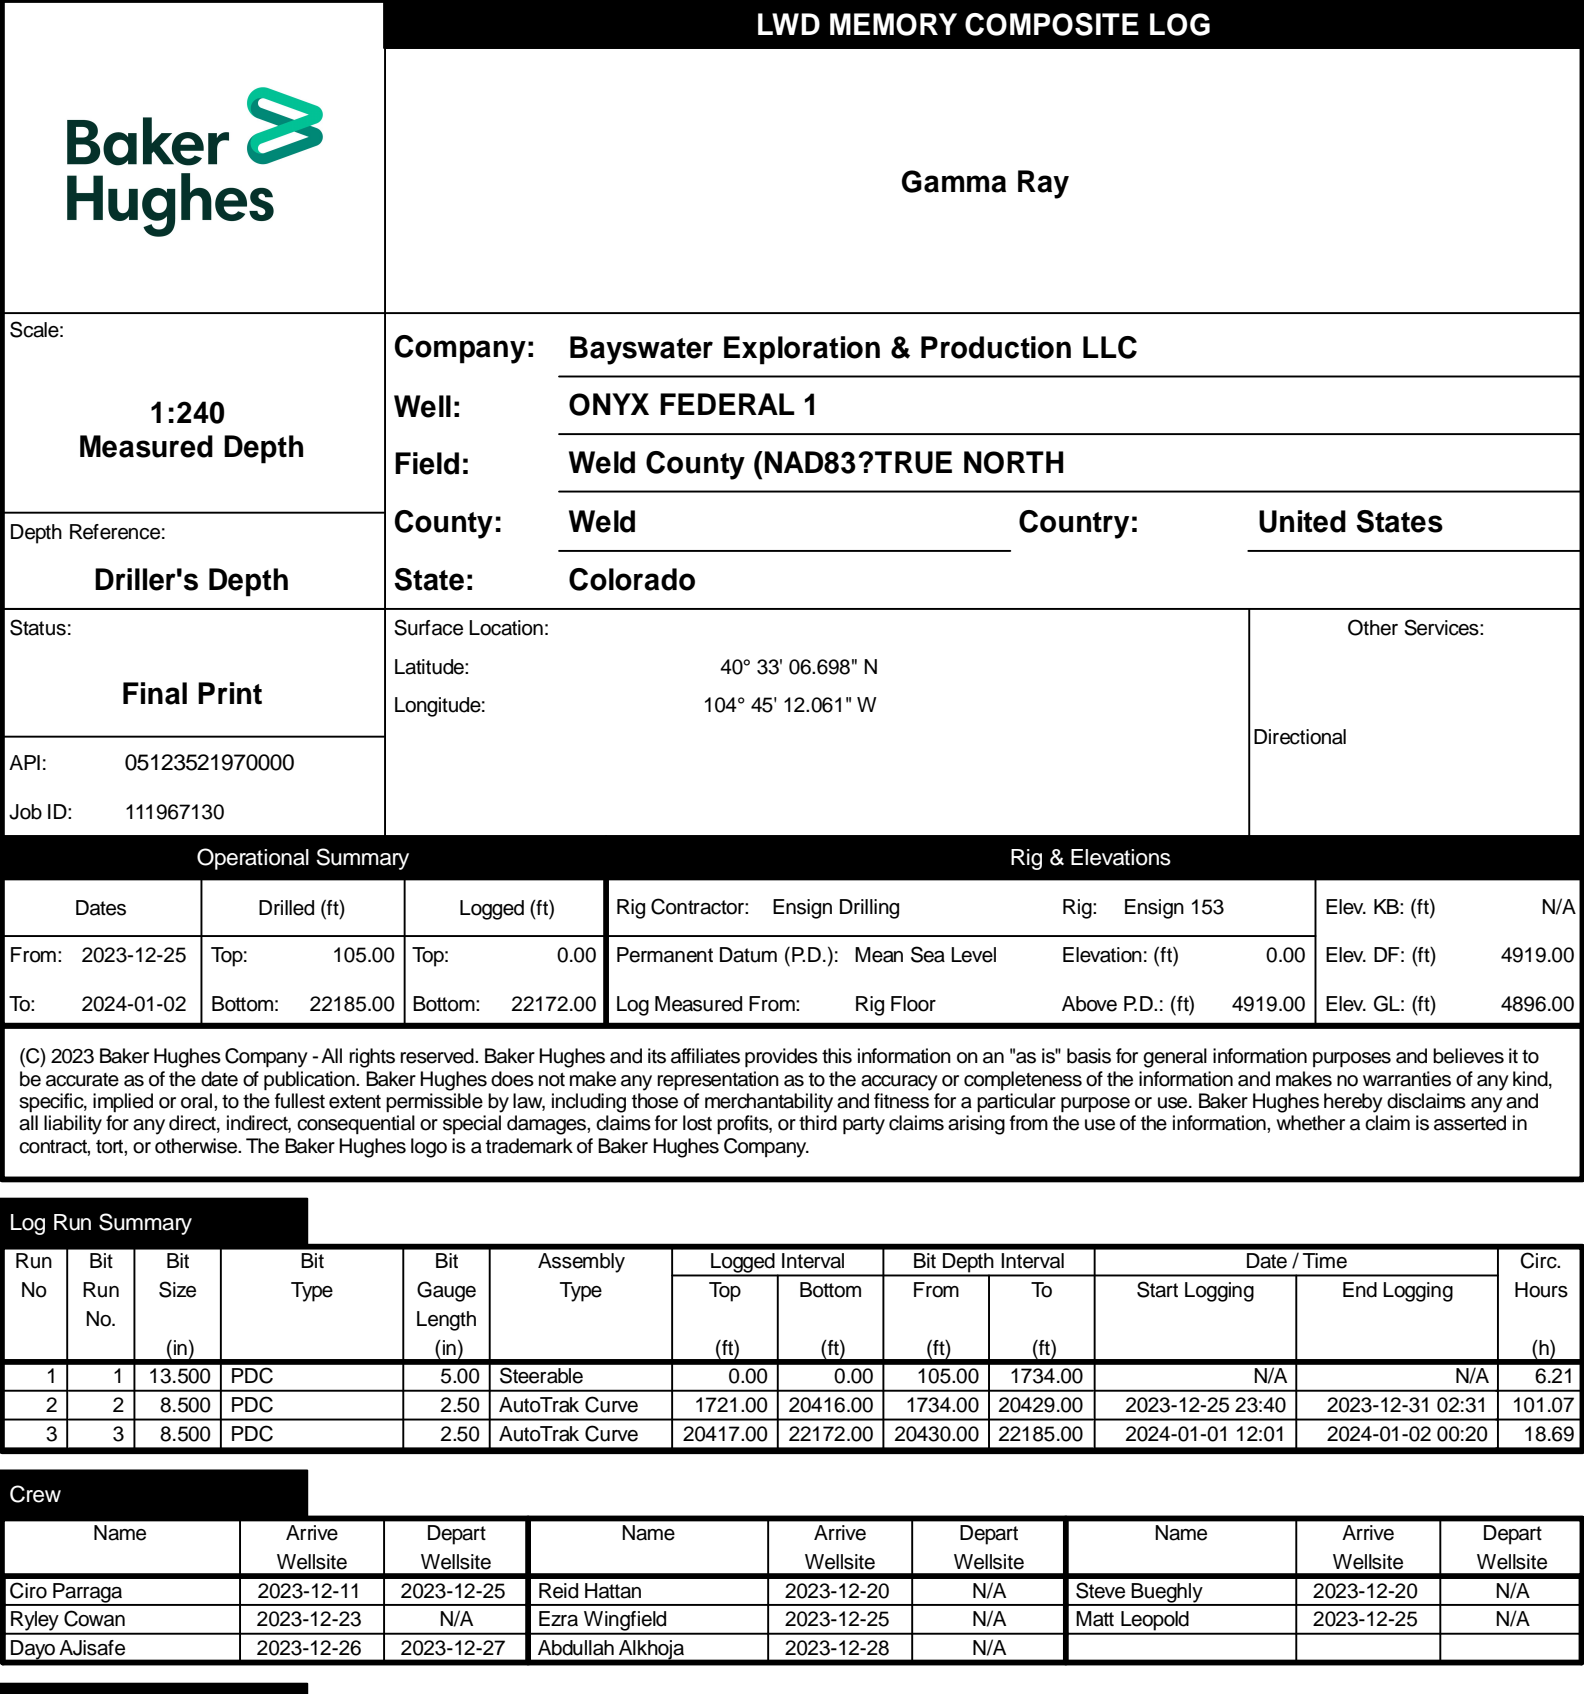 LWD MEMORY COMPOSITE LOG
Baker
Hughes
Gamma Ray
Scale:
1:240
Measured Depth
Depth Reference:
Driller's Depth
Status:
Final Print
API: 05123521970000
Job ID: 111967130
Company: Bayswater Exploration & Production LLC
Well: ONYX FEDERAL 1
Field: Weld County (NAD83?TRUE NORTH
County: Weld Country: United States
State: Colorado
Surface Location:
Latitude: 40° 33' 06.698" N
Longitude: 104° 45' 12.061" W
Other Services:
Directional
Operational Summary Rig & Elevations
Dates Drilled (ft) Logged (ft) Rig Contractor: Ensign Drilling Rig: Ensign 153 Elev. KB: (ft) N/A
From: 2023-12-25 Top: 105.00 Top: 0.00 Permanent Datum (P.D.): Mean Sea Level Elevation: (ft) 0.00 Elev. DF: (ft) 4919.00
To: 2024-01-02 Bottom: 22185.00 Bottom: 22172.00 Log Measured From: Rig Floor Above P.D.: (ft) 4919.00 Elev. GL: (ft) 4896.00
(C) 2023 Baker Hughes Company - All rights reserved. Baker Hughes and its affiliates provides this information on an "as is" basis for general information purposes and believes it to
be accurate as of the date of publication. Baker Hughes does not make any representation as to the accuracy or completeness of the information and makes no warranties of any kind,
specific, implied or oral, to the fullest extent permissible by law, including those of merchantability and fitness for a particular purpose or use. Baker Hughes hereby disclaims any and
all liability for any direct, indirect, consequential or special damages, claims for lost profits, or third party claims arising from the use of the information, whether a claim is asserted in
contract, tort, or otherwise. The Baker Hughes logo is a trademark of Baker Hughes Company.
Log Run Summary
Run Bit Bit Bit Bit Assembly Logged Interval Bit Depth Interval Date / Time Circ.
No Run Size Type Gauge Type Top Bottom From To Start Logging End Logging Hours
No. Length
(in) (in) (ft) (ft) (ft) (ft) (h)
1 1 13.500 PDC 5.00 Steerable 0.00 0.00 105.00 1734.00 N/A N/A 6.21
2 2 8.500 PDC 2.50 AutoTrak Curve 1721.00 20416.00 1734.00 20429.00 2023-12-25 23:40 2023-12-31 02:31 101.07
3 3 8.500 PDC 2.50 AutoTrak Curve 20417.00 22172.00 20430.00 22185.00 2024-01-01 12:01 2024-01-02 00:20 18.69
Crew
Name Arrive Depart Name Arrive Depart Name Arrive Depart
Wellsite Wellsite Wellsite Wellsite Wellsite Wellsite
Ciro Parraga 2023-12-11 2023-12-25 Reid Hattan 2023-12-20 N/A Steve Bueghly 2023-12-20 N/A
Ryley Cowan 2023-12-23 N/A Ezra Wingfield 2023-12-25 N/A Matt Leopold 2023-12-25 N/A
Dayo AJisafe 2023-12-26 2023-12-27 Abdullah Alkhoja 2023-12-28 N/A